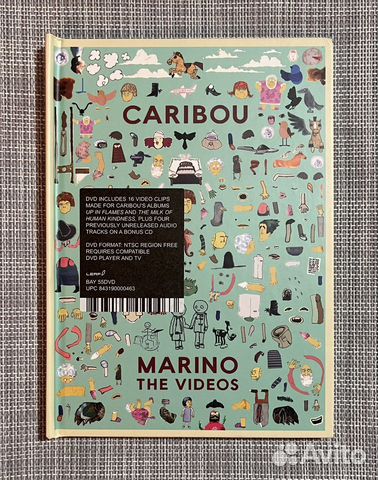 CARIBOU
DVD INCLUDES 16 VIDEO CLIPS
MADE FOR CARIBOU'S ALBUMS
UP IN FLAMES AND THE MILK OF
HUMAN KINDNESS, PLUS FOUR
PREVIOUSLY UNRELEASED AUDIO
TRACKS ON A BONUS CD
DVD FORMAT: NTSC REGION FREE
REQUIRES COMPATIBLE
DVD PLAYER AND TV
LEAF
BAY 55DVD
UPC 843190000463
MARINO
THE VIDEOS
Avito